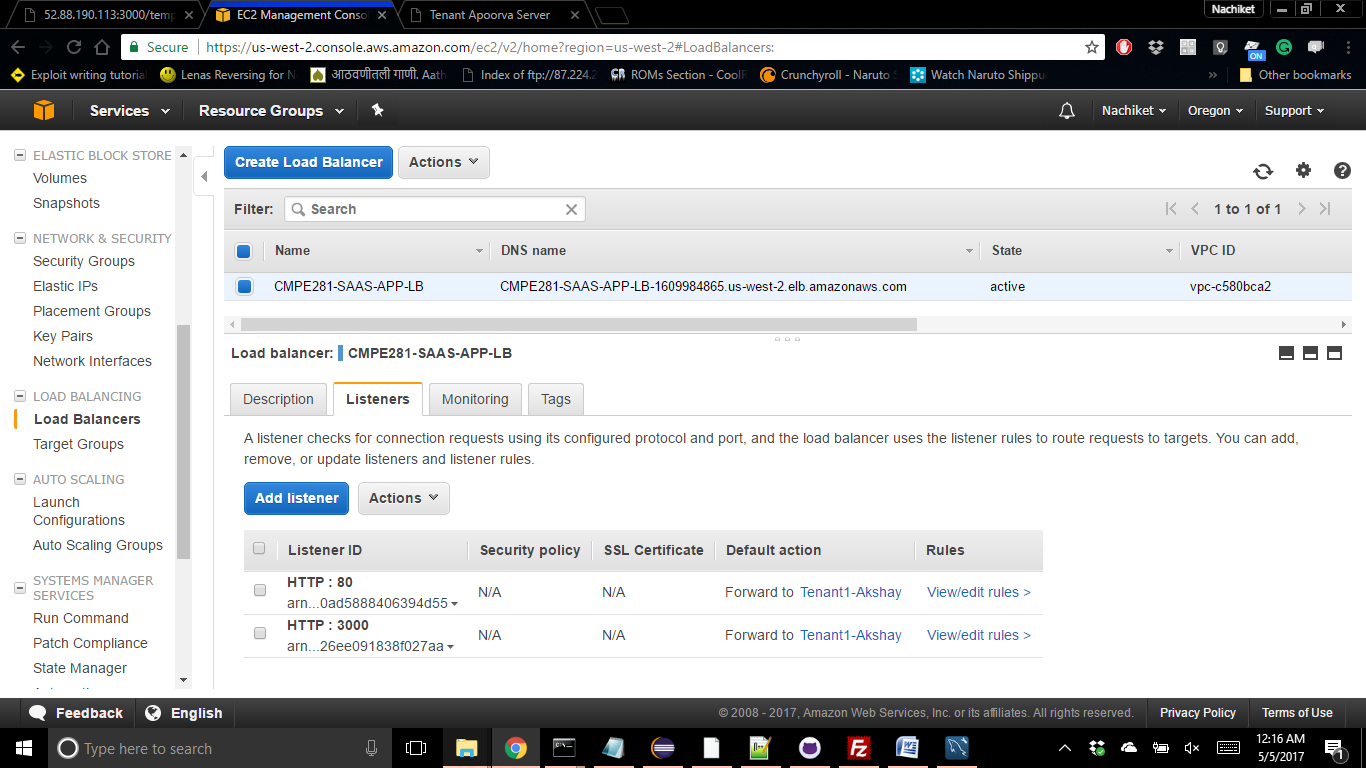 Nachiket
52.88.190.113:3000/temp
EC2 Management Conso
Tenant Apoorva Server
Secure
https://us-west-2.console.aws.amazon.com/ec2/v2/home?region=us-west-2#LoadBalancers:
ON
Exploit writing tutorial
Lenas Reversing for N
आठवणीतली गाणी. Aath
Index of ftp://87.224.2
ROMs Section - CoolR
Crunchyroll - Naruto S
Watch Naruto Shippu
»
Other bookmarks
Services
Resource Groups
Nachiket
Oregon
Support
ELASTIC BLOCK STORE
Volumes
Snapshots
NETWORK & SECURITY
Security Groups
Elastic IPs
Placement Groups
Key Pairs
Network Interfaces
LOAD BALANCING
Load Balancers
Target Groups
AUTO SCALING
Launch
Configurations
Auto Scaling Groups
SYSTEMS MANAGER
SERVICES
Run Command
Patch Compliance
State Manager
Create Load Balancer
Actions
Filter:
Search
1 to 1 of 1
Name
DNS name
State
VPC ID
CMPE281-SAAS-APP-LB
CMPE281-SAAS-APP-LB-1609984865.us-west-2.elb.amazonaws.com
active
vpc-c580bca2
Load balancer:
CMPE281-SAAS-APP-LB
Description
Listeners
Monitoring
Tags
A listener checks for connection requests using its configured protocol and port, and the load balancer uses the listener rules to route requests to targets. You can add,
remove, or update listeners and listener rules.
Add listener
Actions
Listener ID
Security policy
SSL Certificate
Default action
Rules
HTTP : 80
arn...0ad5888406394d55
N/A
N/A
Forward to Tenant1-Akshay
View/edit rules >
HTTP : 3000
arn...26ee091838f027aa
N/A
N/A
Forward to Tenant1-Akshay
View/edit rules >
Feedback
English
© 2008 - 2017, Amazon Web Services, Inc. or its affiliates. All rights reserved.
Privacy Policy
Terms of Use
Type here to search
12:16 AM
5/5/2017
1